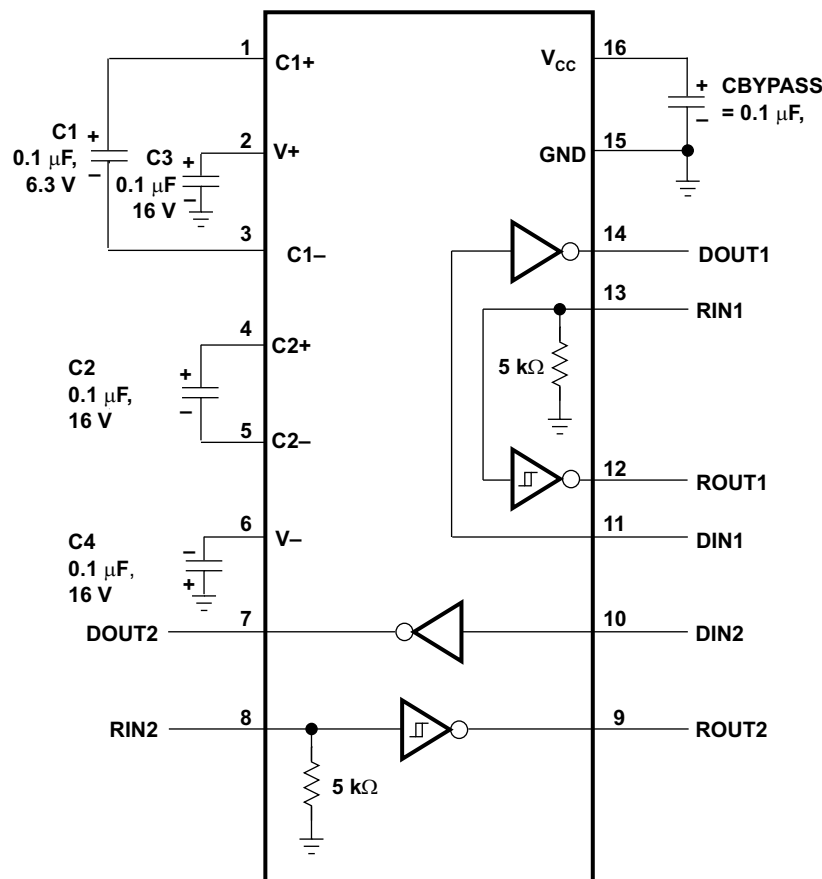 1
C1+
C1
0.1 μF,
6.3 V
+
–
2
V+
C3
0.1 μF
16 V
+
–
3
C1–
4
C2+
C2
0.1 μF,
16 V
+
–
5
C2–
6
V–
C4
0.1 μF,
16 V
–
+
DOUT2
7
RIN2
8
5 kΩ
VCC
16
+
–
CBYPASS
= 0.1 μF,
GND
15
14
DOUT1
13
RIN1
5 kΩ
12
ROUT1
11
DIN1
10
DIN2
9
ROUT2